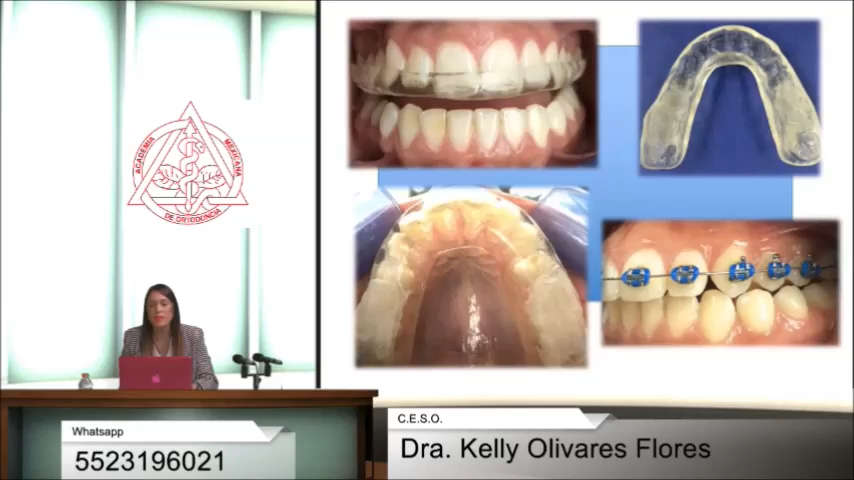 ACADEMIA
MEXICANA
DE ORTODONCIA
C.E.S.O.
Whatsapp
Dra. Kelly Olivares Flores
5523196021